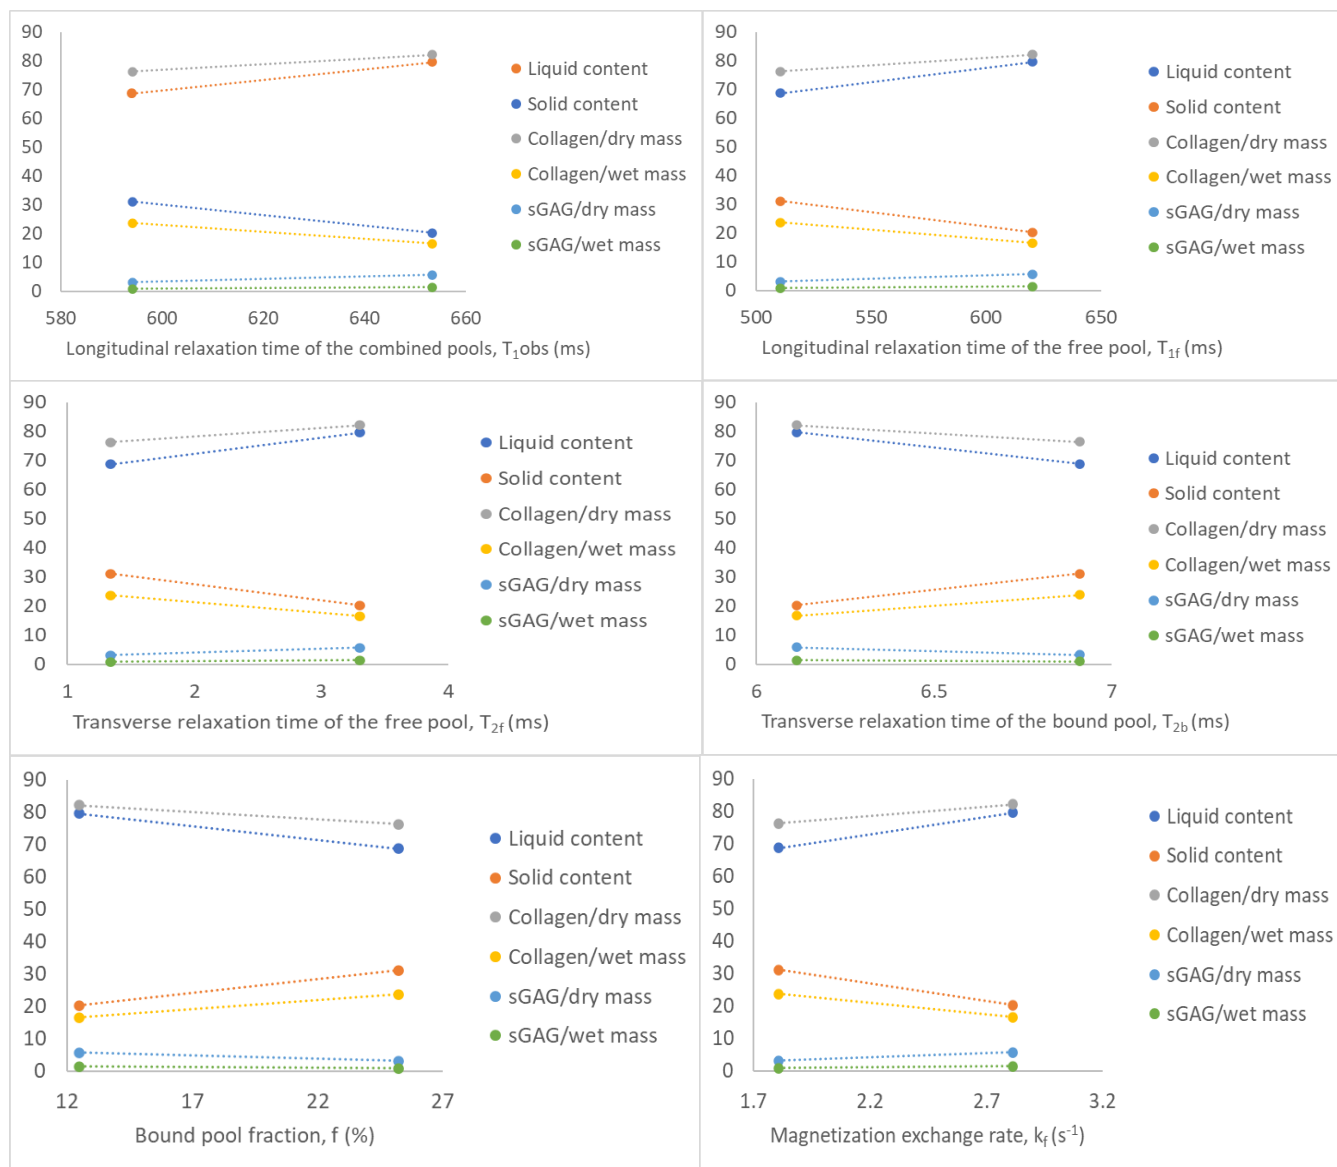 90
80
70
60
50
40
30
20
10
0
580
600
620
640
660
Longitudinal relaxation time of the combined pools, T1obs (ms)
Liquid content
Solid content
Collagen/dry mass
Collagen/wet mass
sGAG/dry mass
sGAG/wet mass
90
80
70
60
50
40
30
20
10
0
500
550
600
650
Longitudinal relaxation time of the free pool, T1f (ms)
Liquid content
Solid content
Collagen/dry mass
Collagen/wet mass
sGAG/dry mass
sGAG/wet mass
90
80
70
60
50
40
30
20
10
0
1
2
3
4
Transverse relaxation time of the free pool, T2f (ms)
Liquid content
Solid content
Collagen/dry mass
Collagen/wet mass
sGAG/dry mass
sGAG/wet mass
90
80
70
60
50
40
30
20
10
0
6
6.5
7
Transverse relaxation time of the bound pool, T2b (ms)
Liquid content
Solid content
Collagen/dry mass
Collagen/wet mass
sGAG/dry mass
sGAG/wet mass
90
80
70
60
50
40
30
20
10
0
12
17
22
27
Bound pool fraction, f (%)
Liquid content
Solid content
Collagen/dry mass
Collagen/wet mass
sGAG/dry mass
sGAG/wet mass
90
80
70
60
50
40
30
20
10
0
1.7
2.2
2.7
3.2
Magnetization exchange rate, kf (s-1)
Liquid content
Solid content
Collagen/dry mass
Collagen/wet mass
sGAG/dry mass
sGAG/wet mass